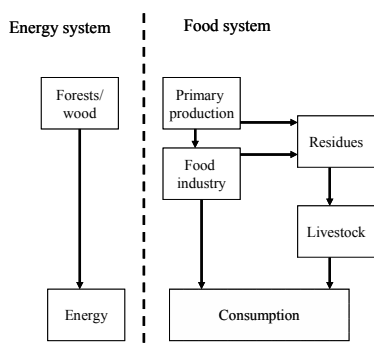 Energy system
Food system
Forests/
wood
Primary
production
Residues
Food
industry
Livestock
Energy
Consumption